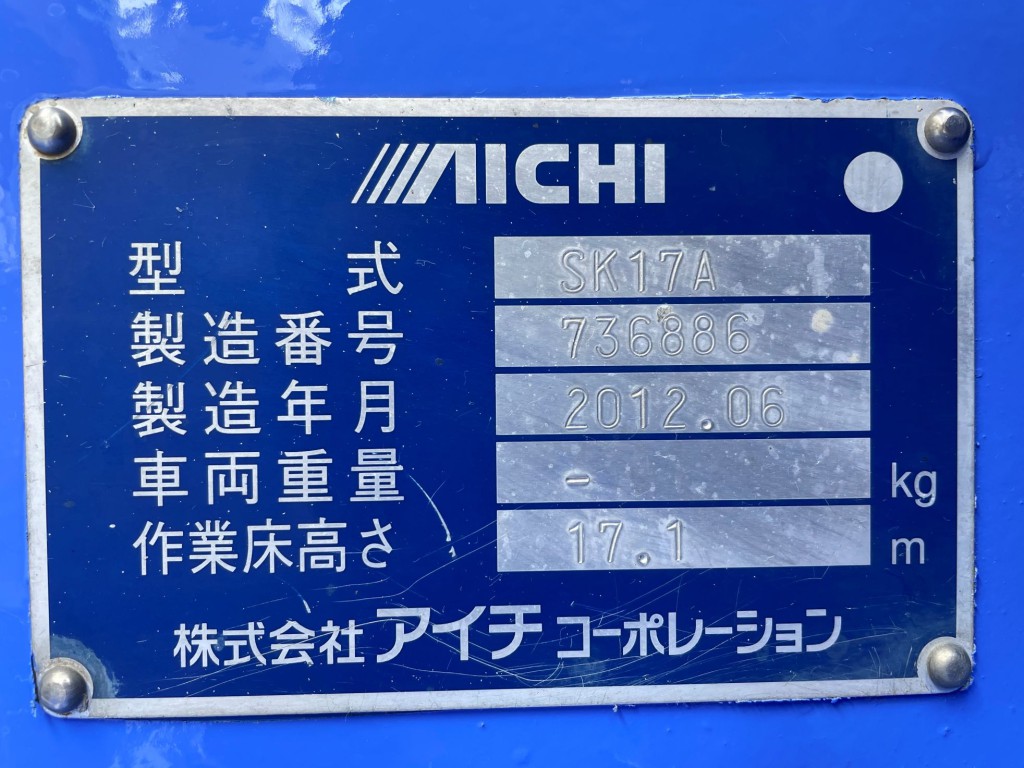 AICHI
型式 SK17A
製造番号 736886
製造年月 2012.06
車両重量 - kg
作業床高さ 17.1 m
株式会社アイチコーポレーション